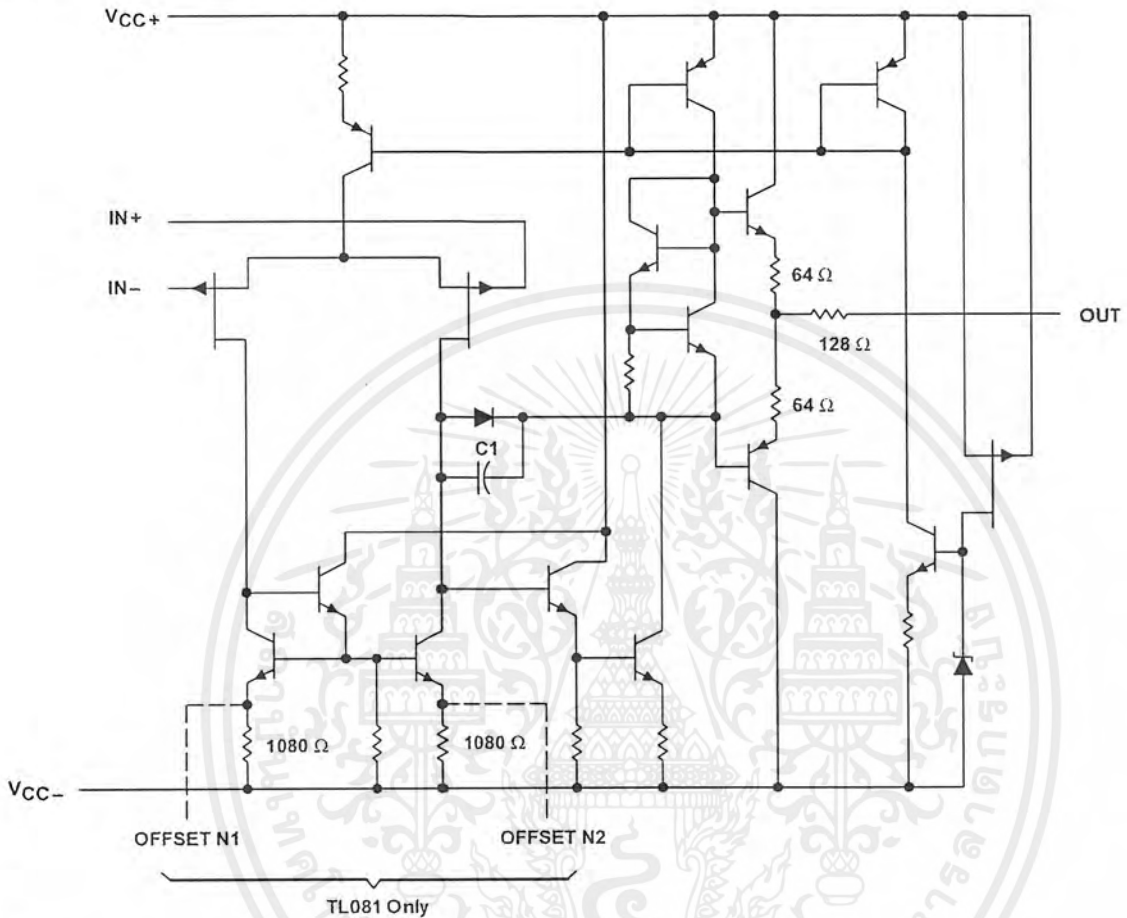 VCC+
IN+
IN−
64 Ω
OUT
128 Ω
64 Ω
C1
1080 Ω
1080 Ω
VCC−
OFFSET N1
OFFSET N2
TL081 Only